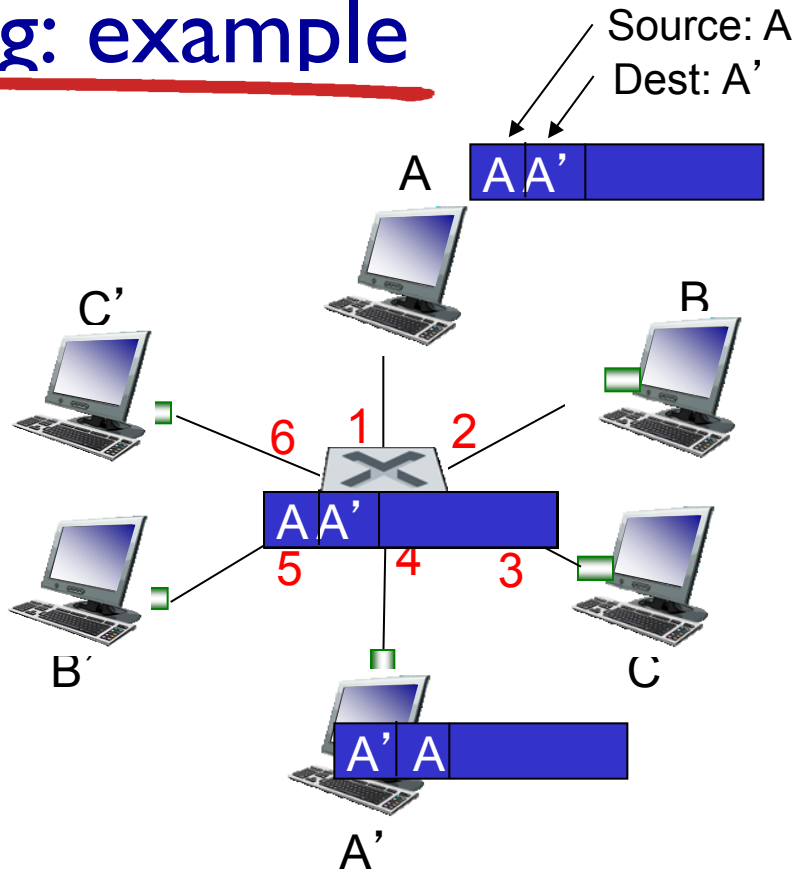 g: example
Source: A
Dest: A’
A
A A’
C’
B
6
1
2
A A’
5
4
3
B’
C
A’ A
A’